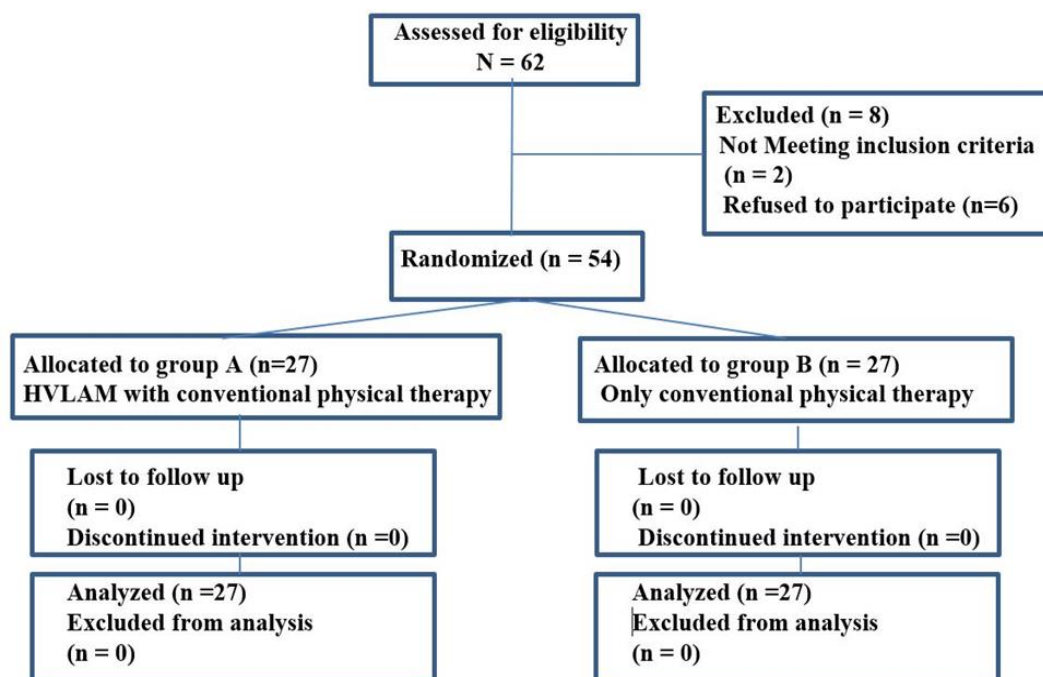 Assessed for eligibility
N = 62
Excluded (n = 8)
Not Meeting inclusion criteria
(n = 2)
Refused to participate (n=6)
Randomized (n = 54)
Allocated to group A (n=27)
HVLAM with conventional physical therapy
Allocated to group B (n = 27)
Only conventional physical therapy
Lost to follow up
(n = 0)
Discontinued intervention (n =0)
Lost to follow up
(n = 0)
Discontinued intervention (n =0)
Analyzed (n =27)
Excluded from analysis
(n = 0)
Analyzed (n =27)
Excluded from analysis
(n = 0)